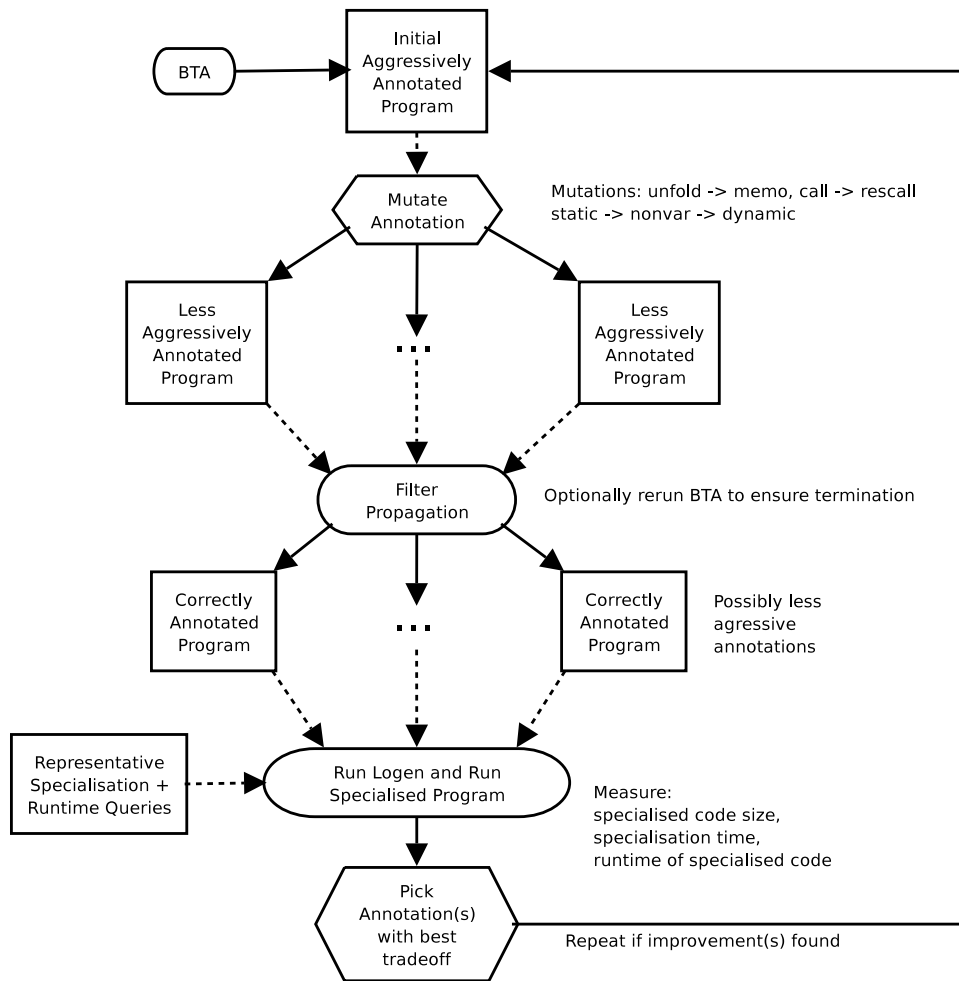 Initial
Aggressively
Annotated
Program
BTA
Mutate
Annotation
Mutations: unfold -> memo, call -> rescall
static -> nonvar -> dynamic
Less
Aggressively
Annotated
Program
...
Less
Aggressively
Annotated
Program
Filter
Propagation
Optionally rerun BTA to ensure termination
Correctly
Annotated
Program
...
Correctly
Annotated
Program
Possibly less
agressive
annotations
Representative
Specialisation +
Runtime Queries
Run Logen and Run
Specialised Program
Measure:
specialised code size,
specialisation time,
runtime of specialised code
Pick
Annotation(s)
with best
tradeoff
Repeat if improvement(s) found